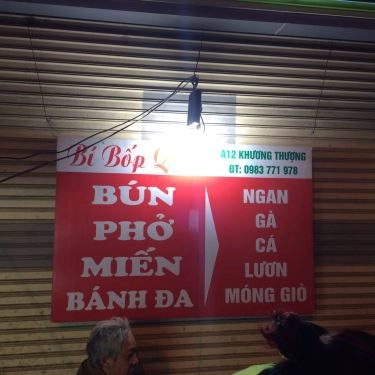 Bí Bốp
A12 KHƯƠNG THƯỢNG
ĐT: 0983 771 978
BÚN
PHỞ
MIẾN
BÁNH ĐA
NGAN
GÀ
CÁ
LƯƠN
MÓNG GIÒ